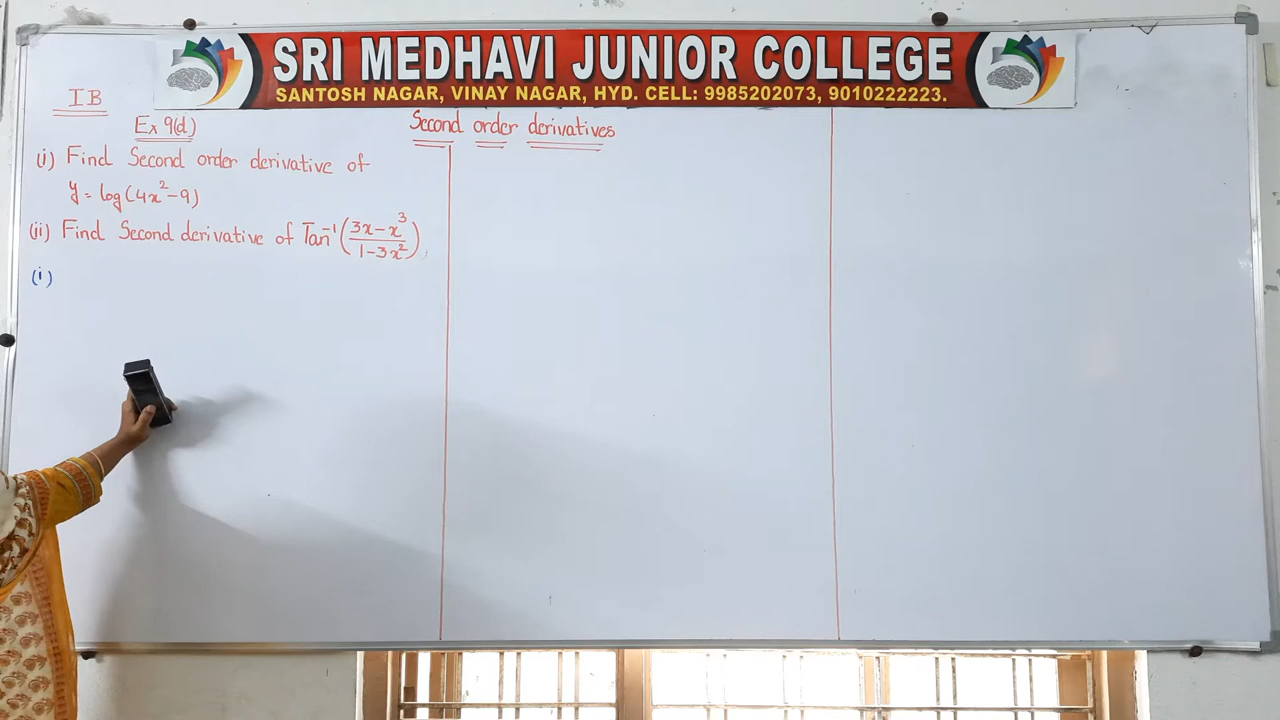 SRI MEDHAVI JUNIOR COLLEGE
SANTOSH NAGAR, VINAY NAGAR, HYD. CELL: 9985202073, 9010222223.
I B
Ex 9(d)
Second order derivatives
(i) Find Second order derivative of
y = log(4x²-9)
(ii) Find Second derivative of Tan⁻¹((3x-x³)/(1-3x²))
(i)